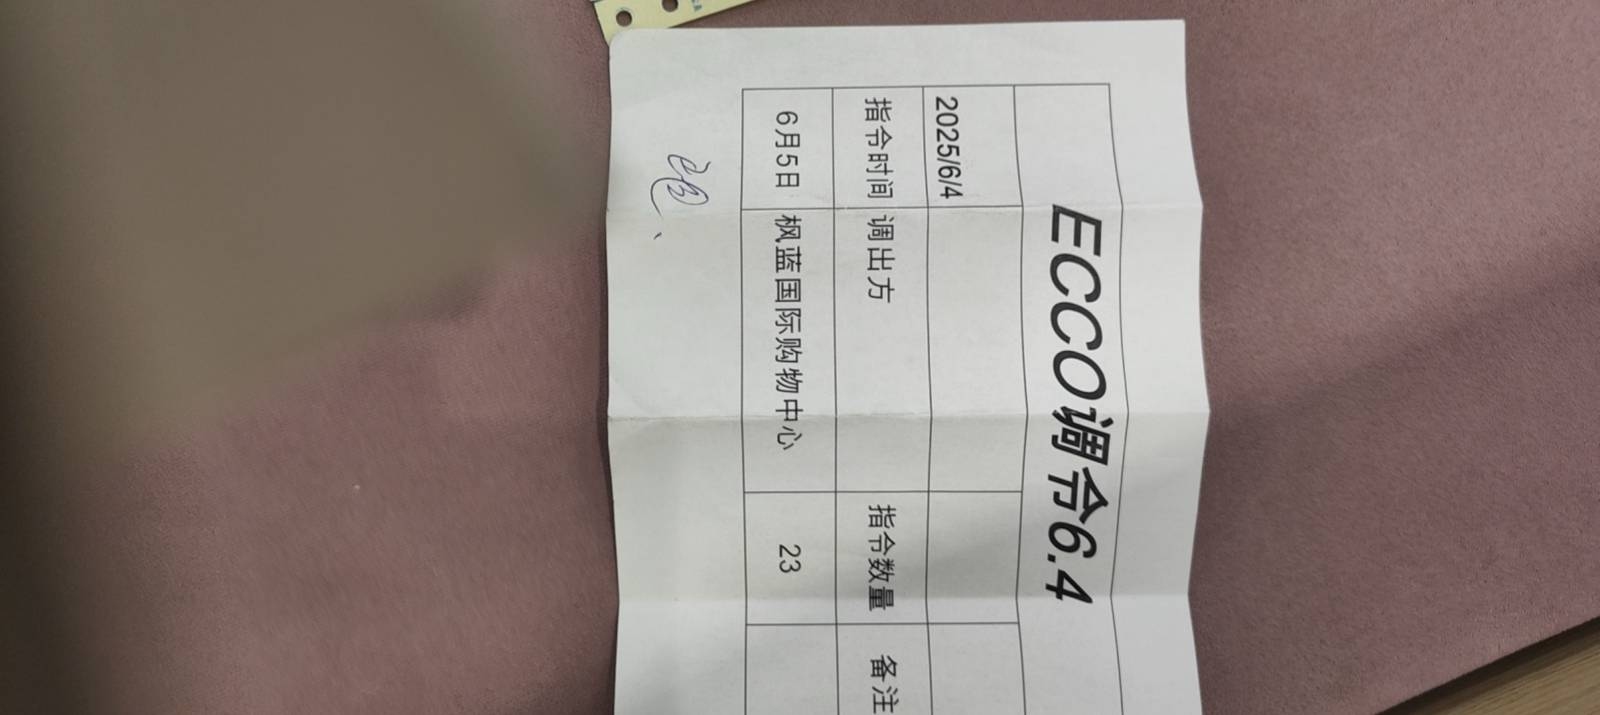 ECCO调令6.4
2025/6/4
指令时间 调出方 指令数量 备注
6月5日 枫蓝国际购物中心 23